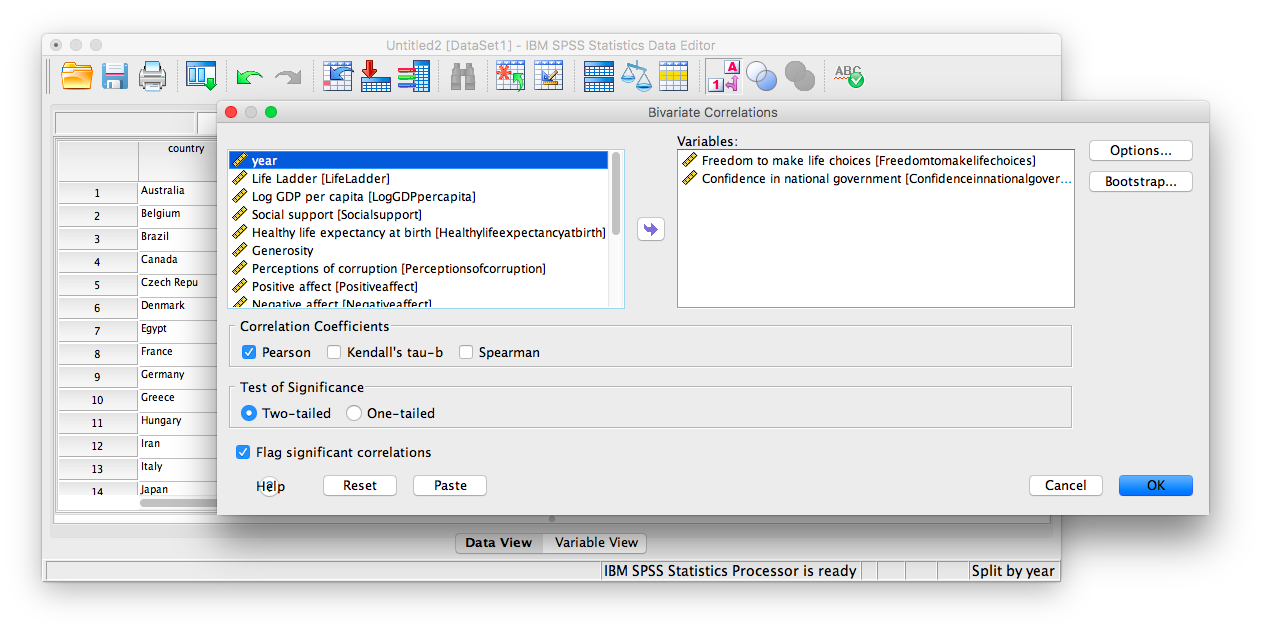 Untitled2 [DataSet1] - IBM SPSS Statistics Data Editor
A
1
ABC
Bivariate Correlations
country
1 Australia
2 Belgium
3 Brazil
4 Canada
5 Czech Repu
6 Denmark
7 Egypt
8 France
9 Germany
10 Greece
11 Hungary
12 Iran
13 Italy
14 Japan
year
Life Ladder [LifeLadder]
Log GDP per capita [LogGDPpercapita]
Social support [Socialsupport]
Healthy life expectancy at birth [Healthylifeexpectancyatbirth]
Generosity
Perceptions of corruption [Perceptionsofcorruption]
Positive affect [Positiveaffect]
Negative affect [Negativeaffect]
Variables:
Freedom to make life choices [Freedomtomakelifechoices]
Confidence in national government [Confidenceinnationalgover...
Options...
Bootstrap...
Correlation Coefficients
Pearson Kendall's tau-b Spearman
Test of Significance
Two-tailed One-tailed
Flag significant correlations
Help Reset Paste Cancel OK
Data View Variable View
IBM SPSS Statistics Processor is ready Split by year